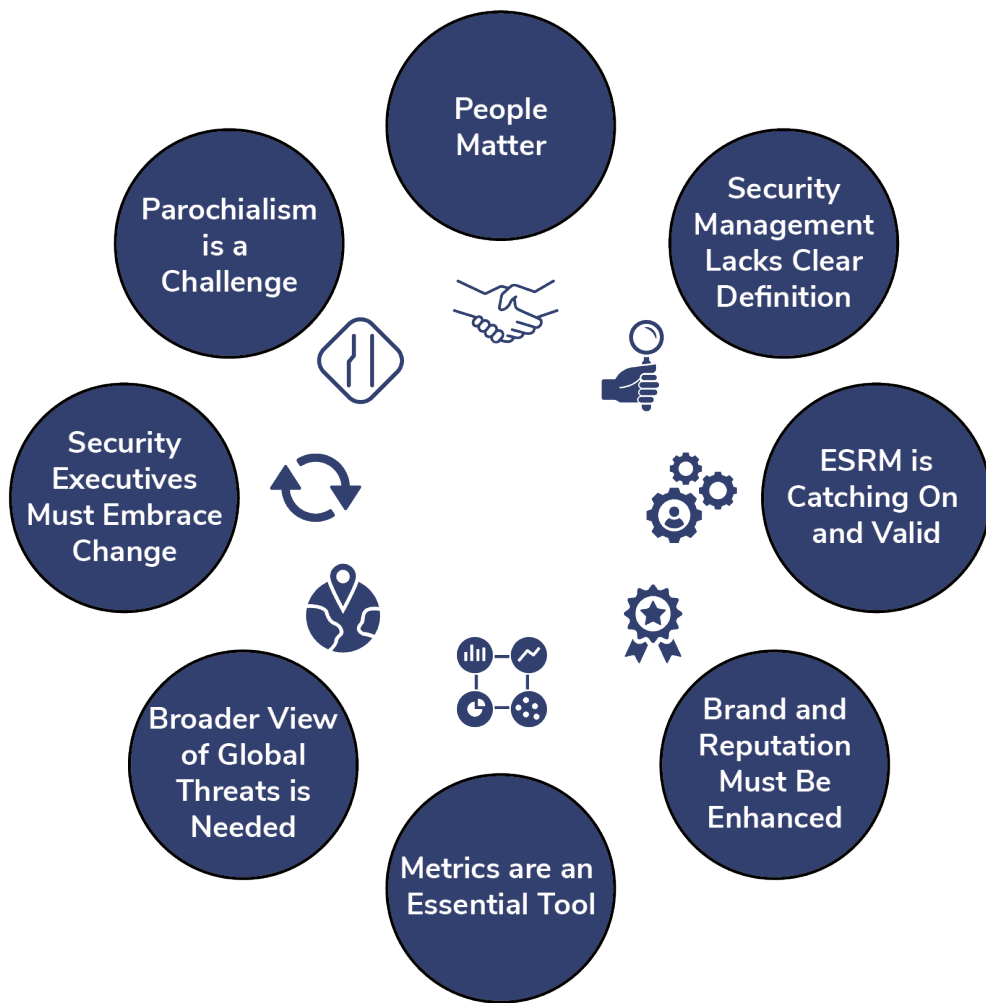 People
Matter
Security
Management
Lacks Clear
Definition
ESRM is
Catching On
and Valid
Brand and
Reputation
Must Be
Enhanced
Metrics are an
Essential Tool
Broader View
of Global
Threats is
Needed
Security
Executives
Must Embrace
Change
Parochialism
is a
Challenge